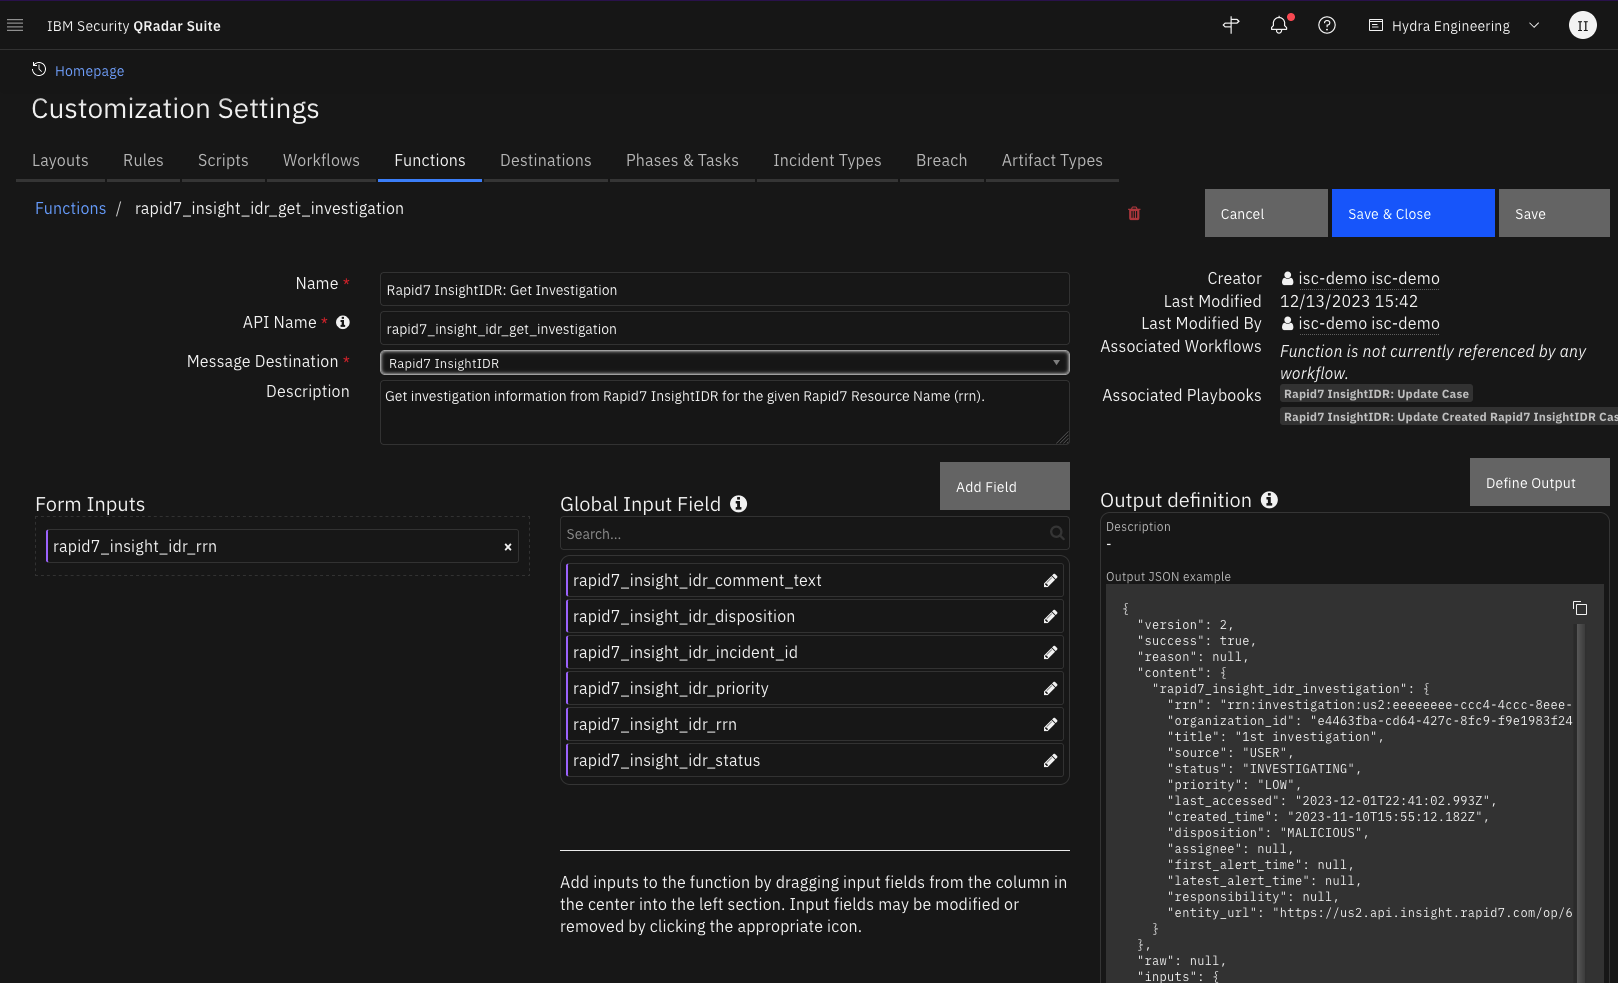 IBM Security QRadar Suite
Hydra Engineering
II
Homepage
Customization Settings
Layouts
Rules
Scripts
Workflows
Functions
Destinations
Phases & Tasks
Incident Types
Breach
Artifact Types
Functions / rapid7_insight_idr_get_investigation
Cancel
Save & Close
Save
Name *
Rapid7 InsightIDR: Get Investigation
API Name *
rapid7_insight_idr_get_investigation
Message Destination *
Rapid7 InsightIDR
Description
Get investigation information from Rapid7 InsightIDR for the given Rapid7 Resource Name (rrn).
Creator
isc-demo isc-demo
Last Modified
12/13/2023 15:42
Last Modified By
isc-demo isc-demo
Associated Workflows
Function is not currently referenced by any
workflow.
Associated Playbooks
Rapid7 InsightIDR: Update Case
Rapid7 InsightIDR: Update Created Rapid7 InsightIDR Cas
Form Inputs
rapid7_insight_idr_rrn
Global Input Field
Add Field
Search...
rapid7_insight_idr_comment_text
rapid7_insight_idr_disposition
rapid7_insight_idr_incident_id
rapid7_insight_idr_priority
rapid7_insight_idr_rrn
rapid7_insight_idr_status
Add inputs to the function by dragging input fields from the column in
the center into the left section. Input fields may be modified or
removed by clicking the appropriate icon.
Output definition
Define Output
Description
-
Output JSON example
{
"version": 2,
"success": true,
"reason": null,
"content": {
"rapid7_insight_idr_investigation": {
"rrn": "rrn:investigation:us2:eeeeeeee-ccc4-4ccc-8eee-
"organization_id": "e4463fba-cd64-427c-8fc9-f9e1983f24
"title": "1st investigation",
"source": "USER",
"status": "INVESTIGATING",
"priority": "LOW",
"last_accessed": "2023-12-01T22:41:02.993Z",
"created_time": "2023-11-10T15:55:12.182Z",
"disposition": "MALICIOUS",
"assignee": null,
"first_alert_time": null,
"latest_alert_time": null,
"responsibility": null,
"entity_url": "https://us2.api.insight.rapid7.com/op/6
}
},
"raw": null,
"inputs": {